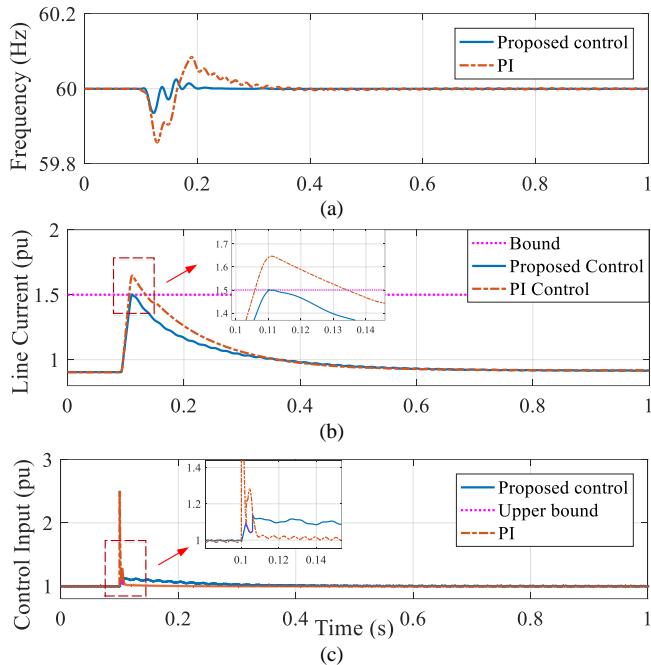 60.2
60
59.8
Frequency (Hz)
Proposed control
PI
0 0.2 0.4 0.6 0.8 1
(a)
2
1.5
1
Line Current (pu)
1.7
1.6
1.5
1.4
0.1 0.11 0.12 0.13 0.14
Bound
Proposed Control
PI Control
0 0.2 0.4 0.6 0.8 1
(b)
3
2
1
Control Input (pu)
1.4
1.2
1
0.1 0.12 0.14
Proposed control
Upper bound
PI
0 0.2 0.4 0.6 0.8 1
Time (s)
(c)